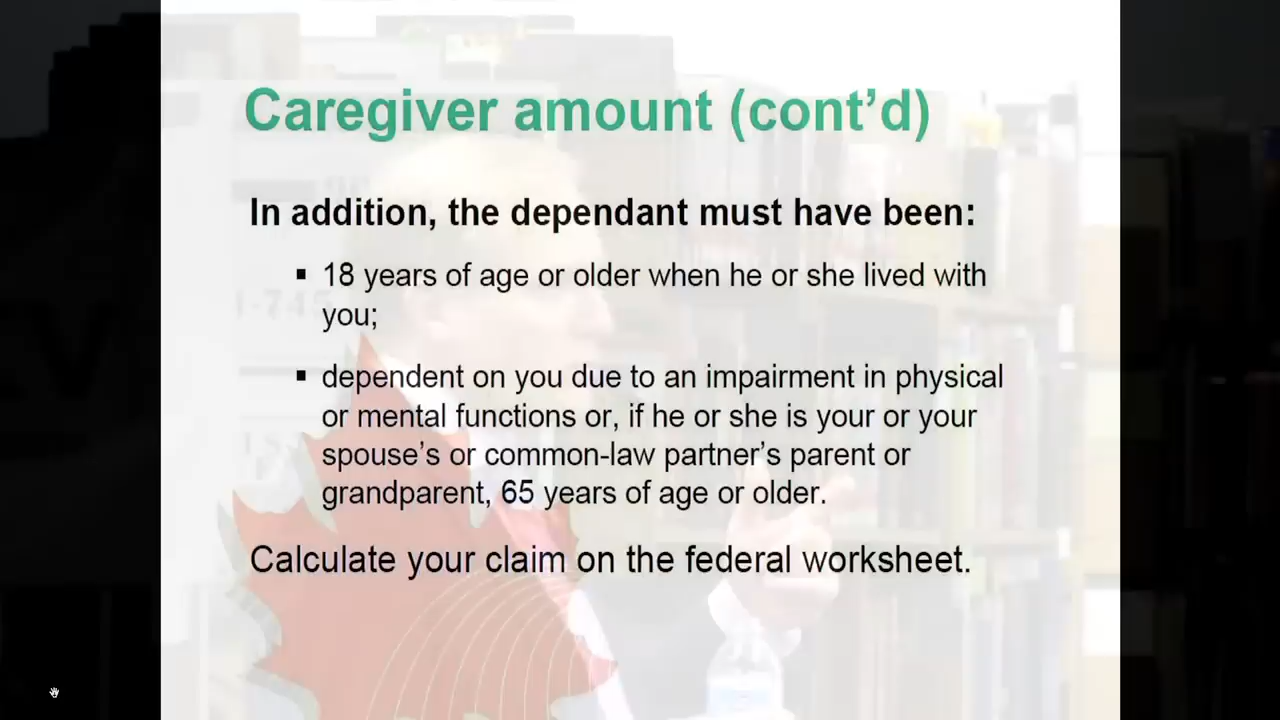 Caregiver amount (cont’d)
In addition, the dependant must have been:
▪ 18 years of age or older when he or she lived with
you;
▪ dependent on you due to an impairment in physical
or mental functions or, if he or she is your or your
spouse’s or common-law partner’s parent or
grandparent, 65 years of age or older.
Calculate your claim on the federal worksheet.